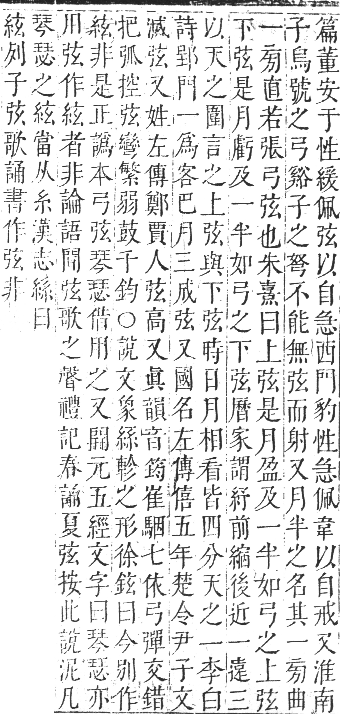 篇董安于性緩佩弦以自急西門豹性急佩韋以自戒又淮南
子烏號之弓谿子之弩不能無弦而射又月半之名其一旁曲
一旁直若張弓弦也朱熹曰上弦是月盈及一半如弓之上弦
下弦是月虧及一半如弓之下弦曆家謂紓前縮後近一遠三
以天之圍言之上弦與下弦時日月相看皆四分天之一李白
詩郢門一爲客巴月三成弦又國名左傳僖五年楚令尹子文
滅弦又姓左傳鄭賈人弦高又眞韻音筠崔駰七依弓彈交錯
把弧控弦彎繁弱鼓千鈞○說文象絲軫之形徐鉉曰今別作
絃非是正譌本弓弦琴瑟借用之又開元五經文字曰琴瑟亦
用弦作絃者非論語聞弦歌之聲禮記春誦夏弦按此說泥凡
琴瑟之絃當从糸漢志絲曰
絃列子弦歌誦書作弦非